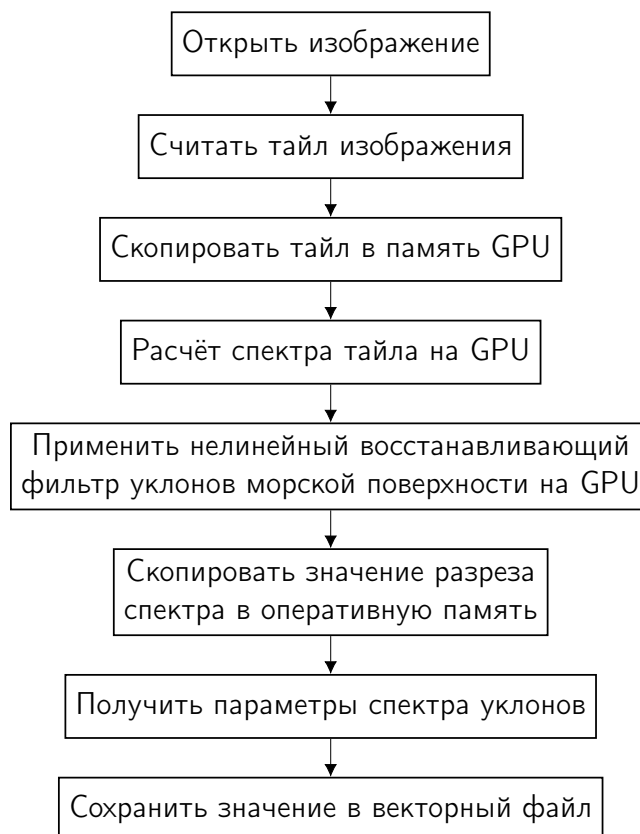 Открыть изображение
Считать тайл изображения
Скопировать тайл в память GPU
Расчёт спектра тайла на GPU
Применить нелинейный восстанавливающий
фильтр уклонов морской поверхности на GPU
Скопировать значение разреза
спектра в оперативную память
Получить параметры спектра уклонов
Сохранить значение в векторный файл